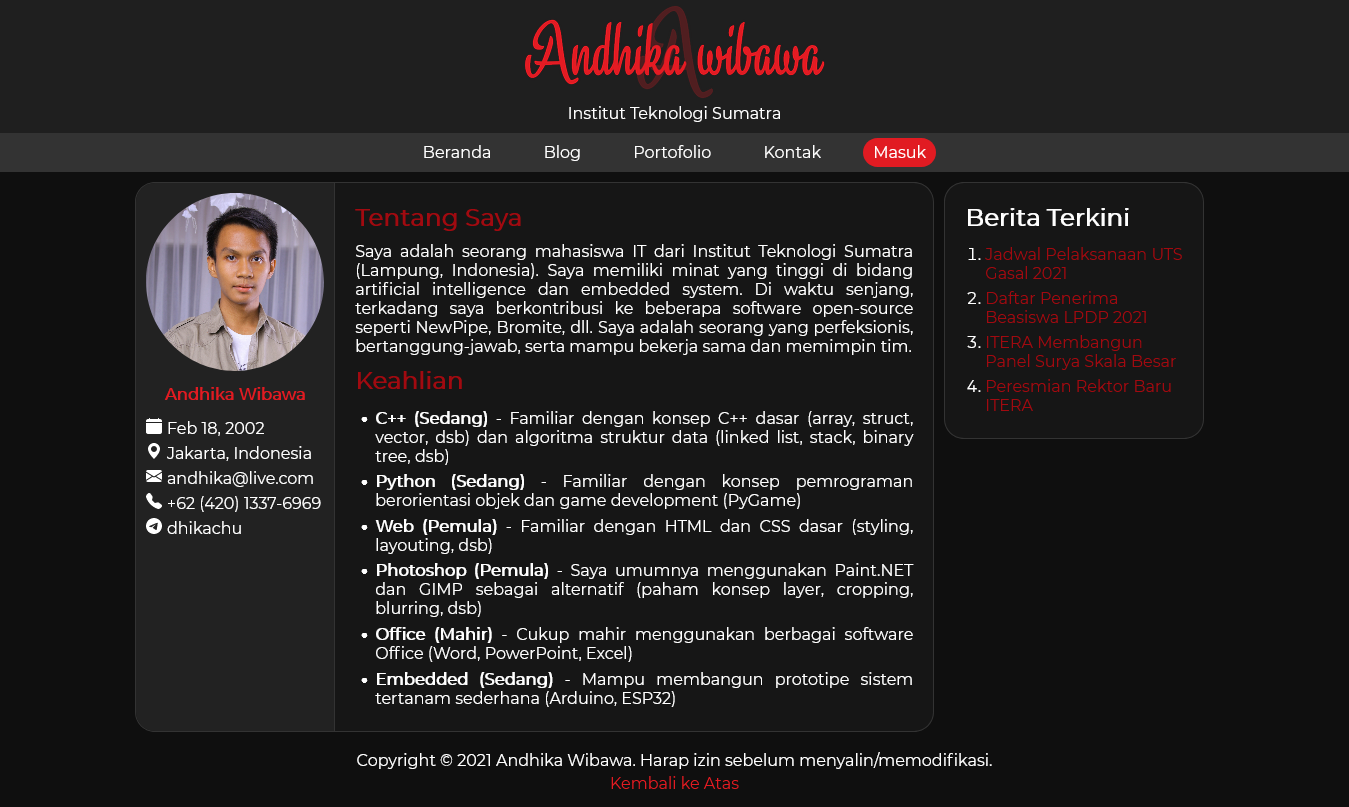 Andhika wibawa
Institut Teknologi Sumatra
Beranda Blog Portofolio Kontak Masuk
Andhika Wibawa
Feb 18, 2002
Jakarta, Indonesia
andhika@live.com
+62 (420) 1337-6969
dhikachu
Tentang Saya
Saya adalah seorang mahasiswa IT dari Institut Teknologi Sumatra
(Lampung, Indonesia). Saya memiliki minat yang tinggi di bidang
artificial intelligence dan embedded system. Di waktu senjang,
terkadang saya berkontribusi ke beberapa software open-source
seperti NewPipe, Bromite, dll. Saya adalah seorang yang perfeksionis,
bertanggung-jawab, serta mampu bekerja sama dan memimpin tim.
Keahlian
• C++ (Sedang) - Familiar dengan konsep C++ dasar (array, struct,
vector, dsb) dan algoritma struktur data (linked list, stack, binary
tree, dsb)
• Python (Sedang) - Familiar dengan konsep pemrograman
berorientasi objek dan game development (PyGame)
• Web (Pemula) - Familiar dengan HTML dan CSS dasar (styling,
layouting, dsb)
• Photoshop (Pemula) - Saya umumnya menggunakan Paint.NET
dan GIMP sebagai alternatif (paham konsep layer, cropping,
blurring, dsb)
• Office (Mahir) - Cukup mahir menggunakan berbagai software
Office (Word, PowerPoint, Excel)
• Embedded (Sedang) - Mampu membangun prototipe sistem
tertanam sederhana (Arduino, ESP32)
Berita Terkini
1. Jadwal Pelaksanaan UTS
Gasal 2021
2. Daftar Penerima
Beasiswa LPDP 2021
3. ITERA Membangun
Panel Surya Skala Besar
4. Peresmian Rektor Baru
ITERA
Copyright © 2021 Andhika Wibawa. Harap izin sebelum menyalin/memodifikasi.
Kembali ke Atas